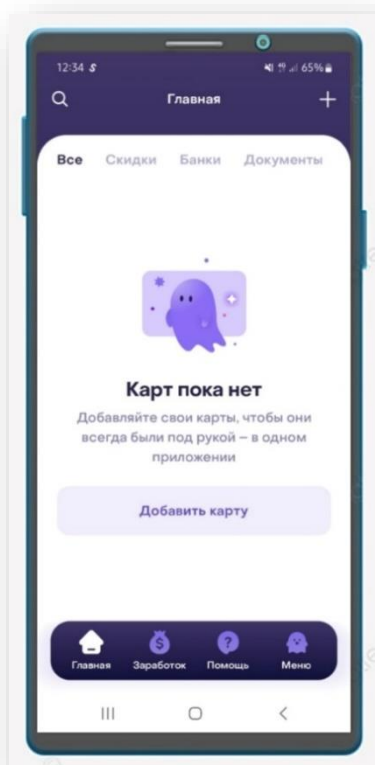 12:34 S
65%
Главная
Все Скидки Банки Документы
Карт пока нет
Добавляйте свои карты, чтобы они
всегда были под рукой – в одном
приложении
Добавить карту
Главная Заработок Помощь Меню